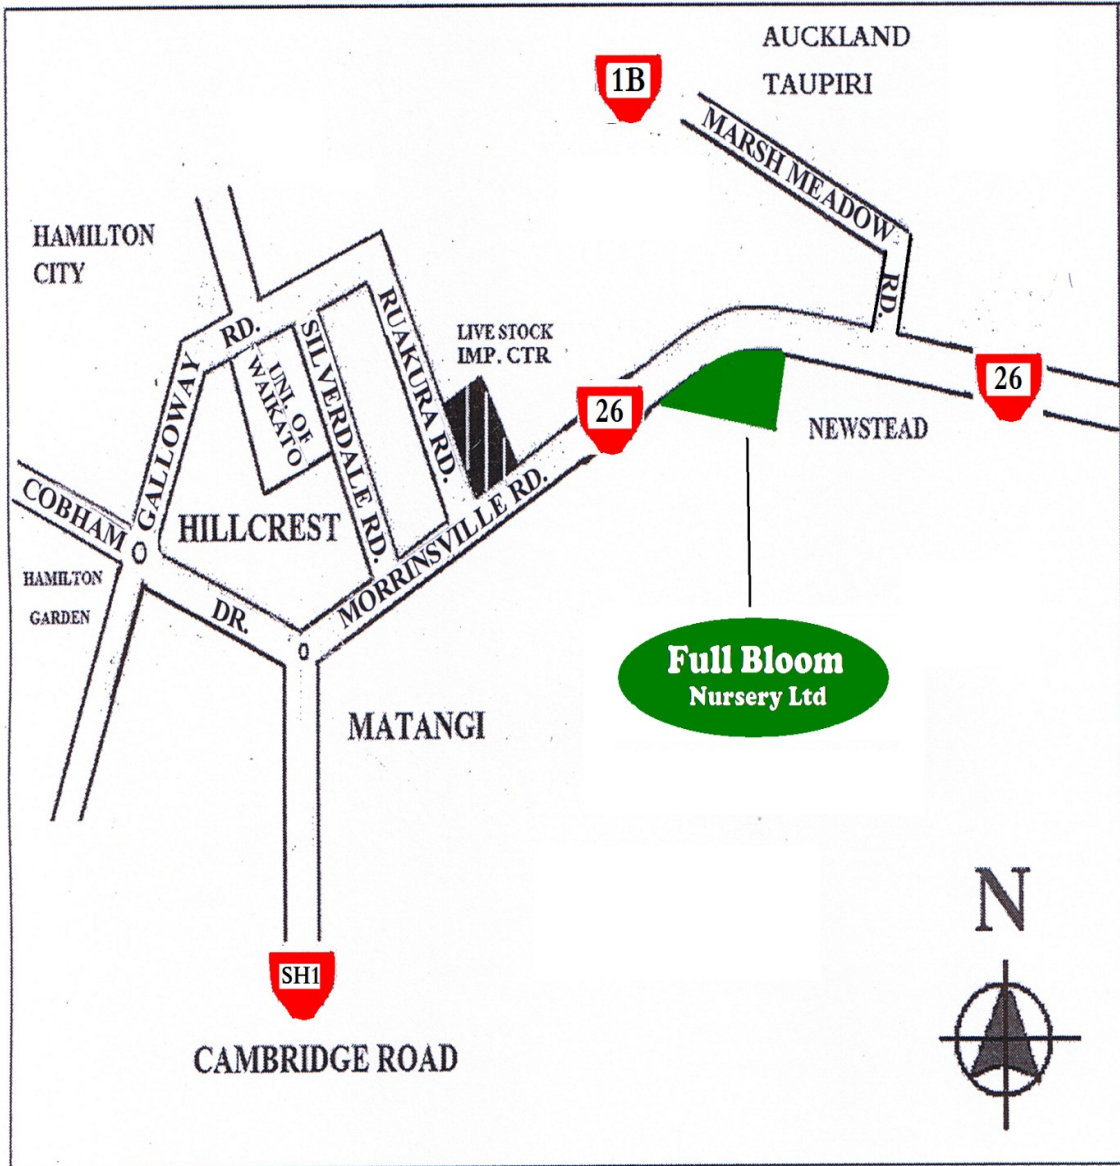 AUCKLAND
TAUPIRI
1B
MARSH MEADOW
RD.
HAMILTON
CITY
RD.
GALLOWAY
UNI. OF
WAIKATO
SILVERDALE RD.
RUAKURA RD.
LIVE STOCK
IMP. CTR
26
26
NEWSTEAD
COBHAM
DR.
HILLCREST
MORRINSVILLE RD.
HAMILTON
GARDEN
Full Bloom
Nursery Ltd
MATANGI
N
SH1
CAMBRIDGE ROAD